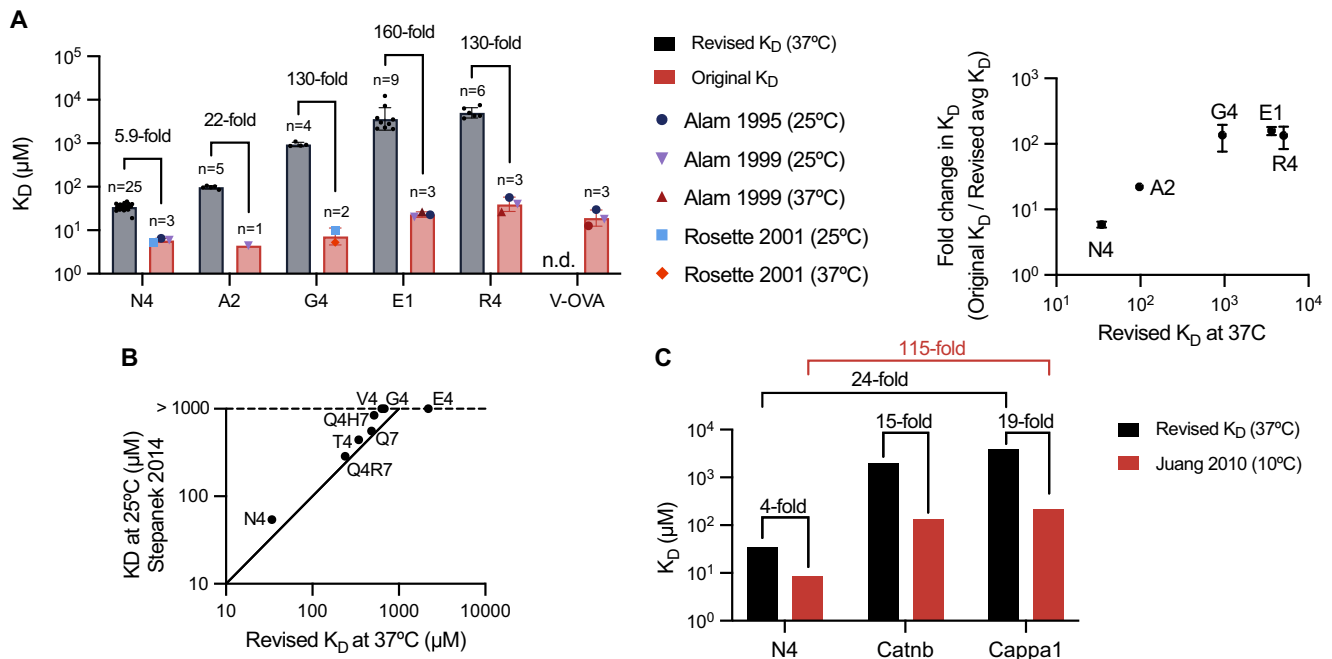 A
K_D (µM)
10^5
10^4
10^3
10^2
10^1
10^0
5.9-fold
22-fold
130-fold
160-fold
130-fold
n=25
n=3
n=5
n=1
n=4
n=2
n=9
n=3
n=6
n=3
n.d.
n=3
N4
A2
G4
E1
R4
V-OVA
Revised K_D (37ºC)
Original K_D
Alam 1995 (25ºC)
Alam 1999 (25ºC)
Alam 1999 (37ºC)
Rosette 2001 (25ºC)
Rosette 2001 (37ºC)
Fold change in K_D
(Original K_D / Revised avg K_D)
10^3
10^2
10^1
10^0
G4
E1
R4
A2
N4
10^1
10^2
10^3
10^4
Revised K_D at 37C
B
KD at 25ºC (µM)
Stepanek 2014
> 1000
100
10
V4
G4
E4
Q4H7
T4
Q7
Q4R7
N4
10
100
1000
10000
Revised K_D at 37ºC (µM)
C
115-fold
24-fold
15-fold
19-fold
4-fold
K_D (µM)
10^4
10^3
10^2
10^1
10^0
N4
Catnb
Cappa1
Revised K_D (37ºC)
Juang 2010 (10ºC)